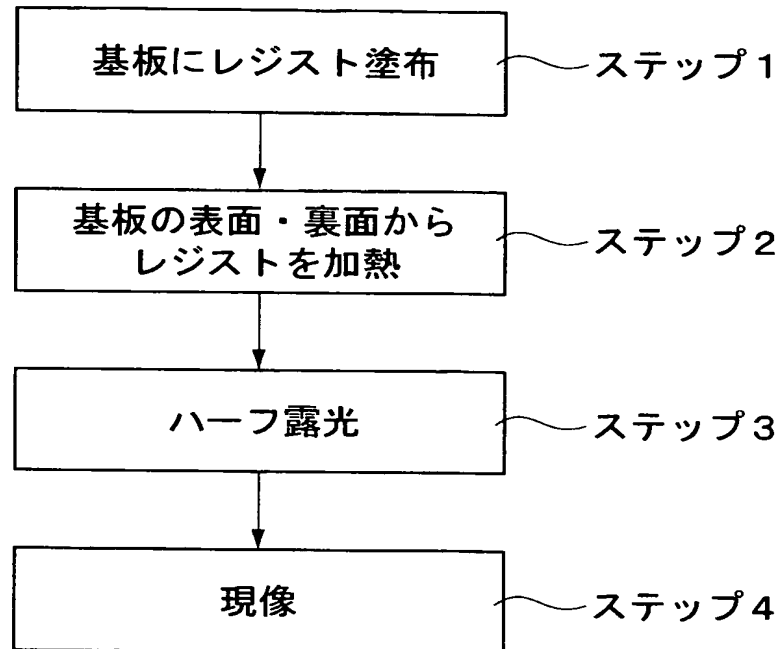 基板にレジスト塗布
ステップ1
基板の表面・裏面から
レジストを加熱
ステップ2
ハーフ露光
ステップ3
現像
ステップ4